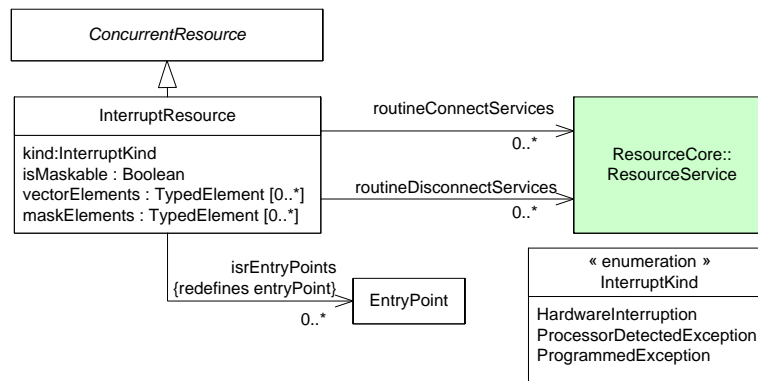 ConcurrentResource
InterruptResource
kind:InterruptKind
isMaskable : Boolean
vectorElements : TypedElement [0..*]
maskElements : TypedElement [0..*]
routineConnectServices
0..*
routineDisconnectServices
0..*
ResourceCore::
ResourceService
isrEntryPoints
{redefines entryPoint}
0..*
EntryPoint
« enumeration »
InterruptKind
HardwareInterruption
ProcessorDetectedException
ProgrammedException